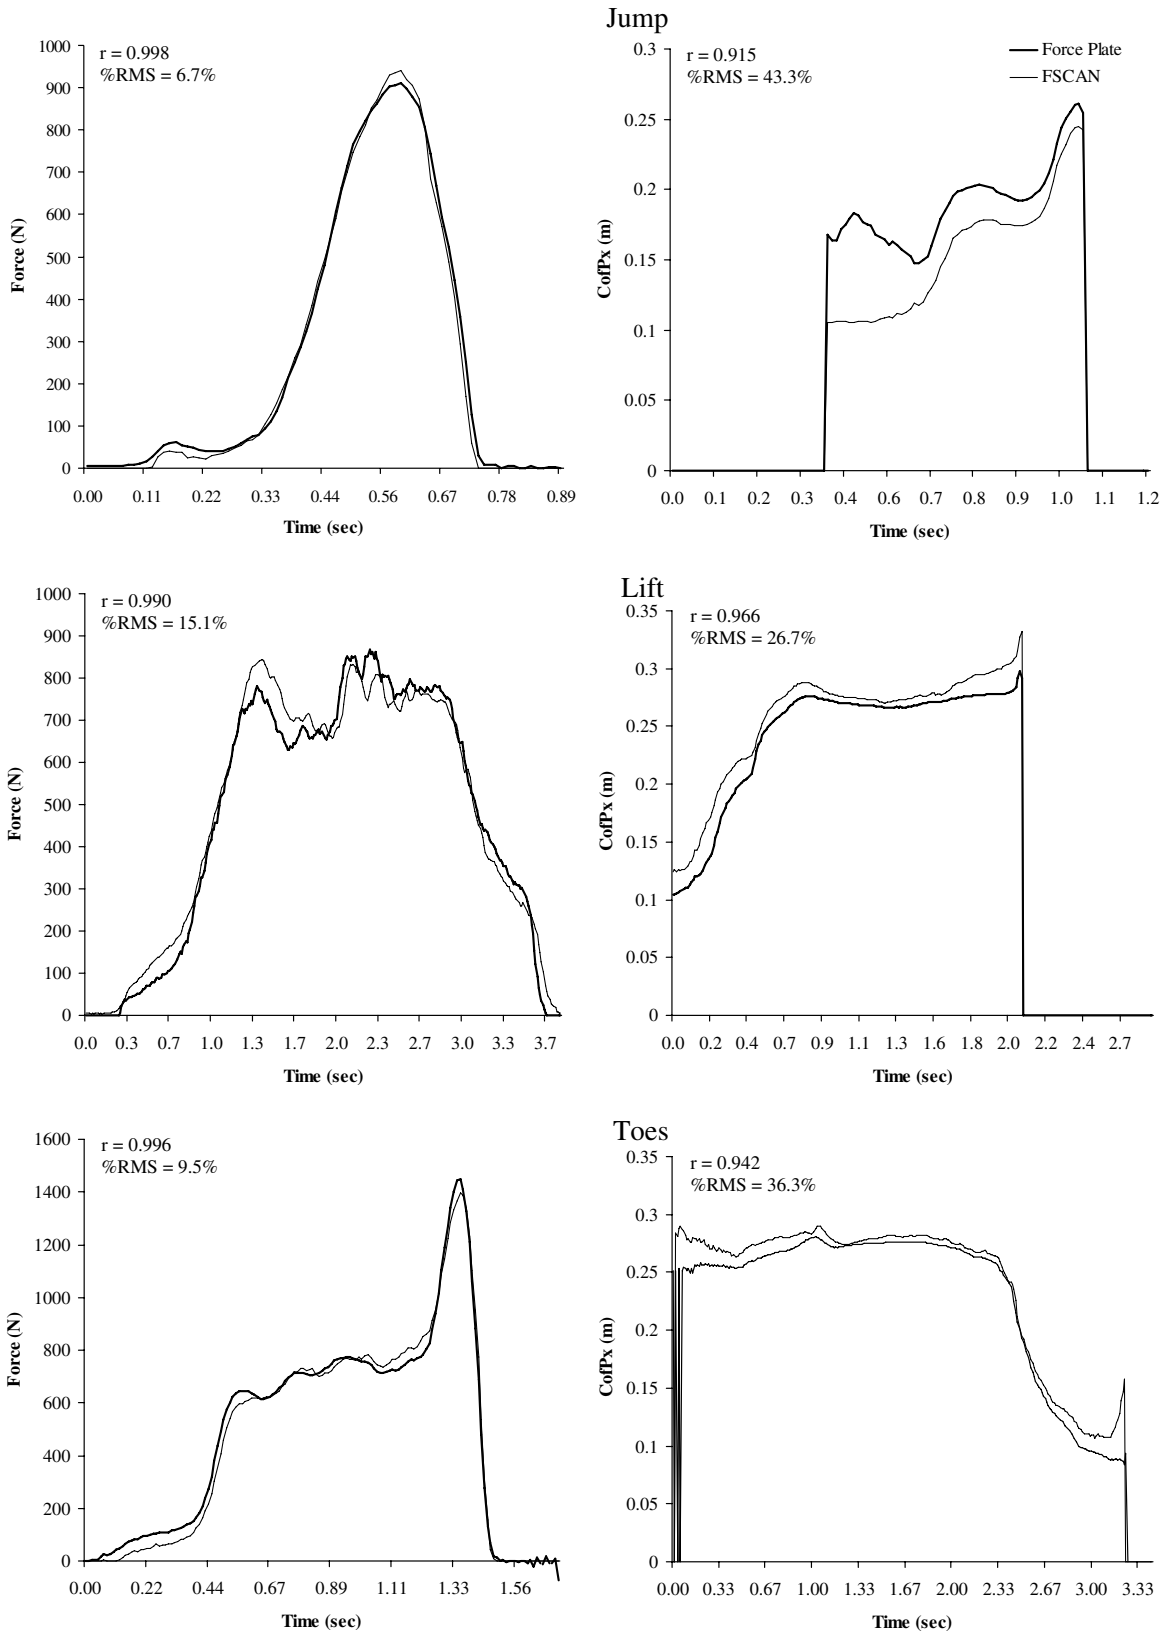 Jump
r = 0.998
%RMS = 6.7%
1000
900
800
700
600
500
400
300
200
100
0
Force (N)
0.00 0.11 0.22 0.33 0.44 0.56 0.67 0.78 0.89
Time (sec)
r = 0.915
%RMS = 43.3%
Force Plate
FSCAN
0.3
0.25
0.2
0.15
0.1
0.05
0
CofPx (m)
0.0 0.1 0.2 0.3 0.4 0.6 0.7 0.8 0.9 1.0 1.1 1.2
Time (sec)
Lift
r = 0.990
%RMS = 15.1%
1000
900
800
700
600
500
400
300
200
100
0
Force (N)
0.0 0.3 0.7 1.0 1.3 1.7 2.0 2.3 2.7 3.0 3.3 3.7
Time (sec)
r = 0.966
%RMS = 26.7%
0.35
0.3
0.25
0.2
0.15
0.1
0.05
0
CofPx (m)
0.0 0.2 0.4 0.7 0.9 1.1 1.3 1.6 1.8 2.0 2.2 2.4 2.7
Time (sec)
Toes
r = 0.996
%RMS = 9.5%
1600
1400
1200
1000
800
600
400
200
0
Force (N)
0.00 0.22 0.44 0.67 0.89 1.11 1.33 1.56
Time (sec)
r = 0.942
%RMS = 36.3%
0.35
0.3
0.25
0.2
0.15
0.1
0.05
0
CofPx (m)
0.00 0.33 0.67 1.00 1.33 1.67 2.00 2.33 2.67 3.00 3.33
Time (sec)